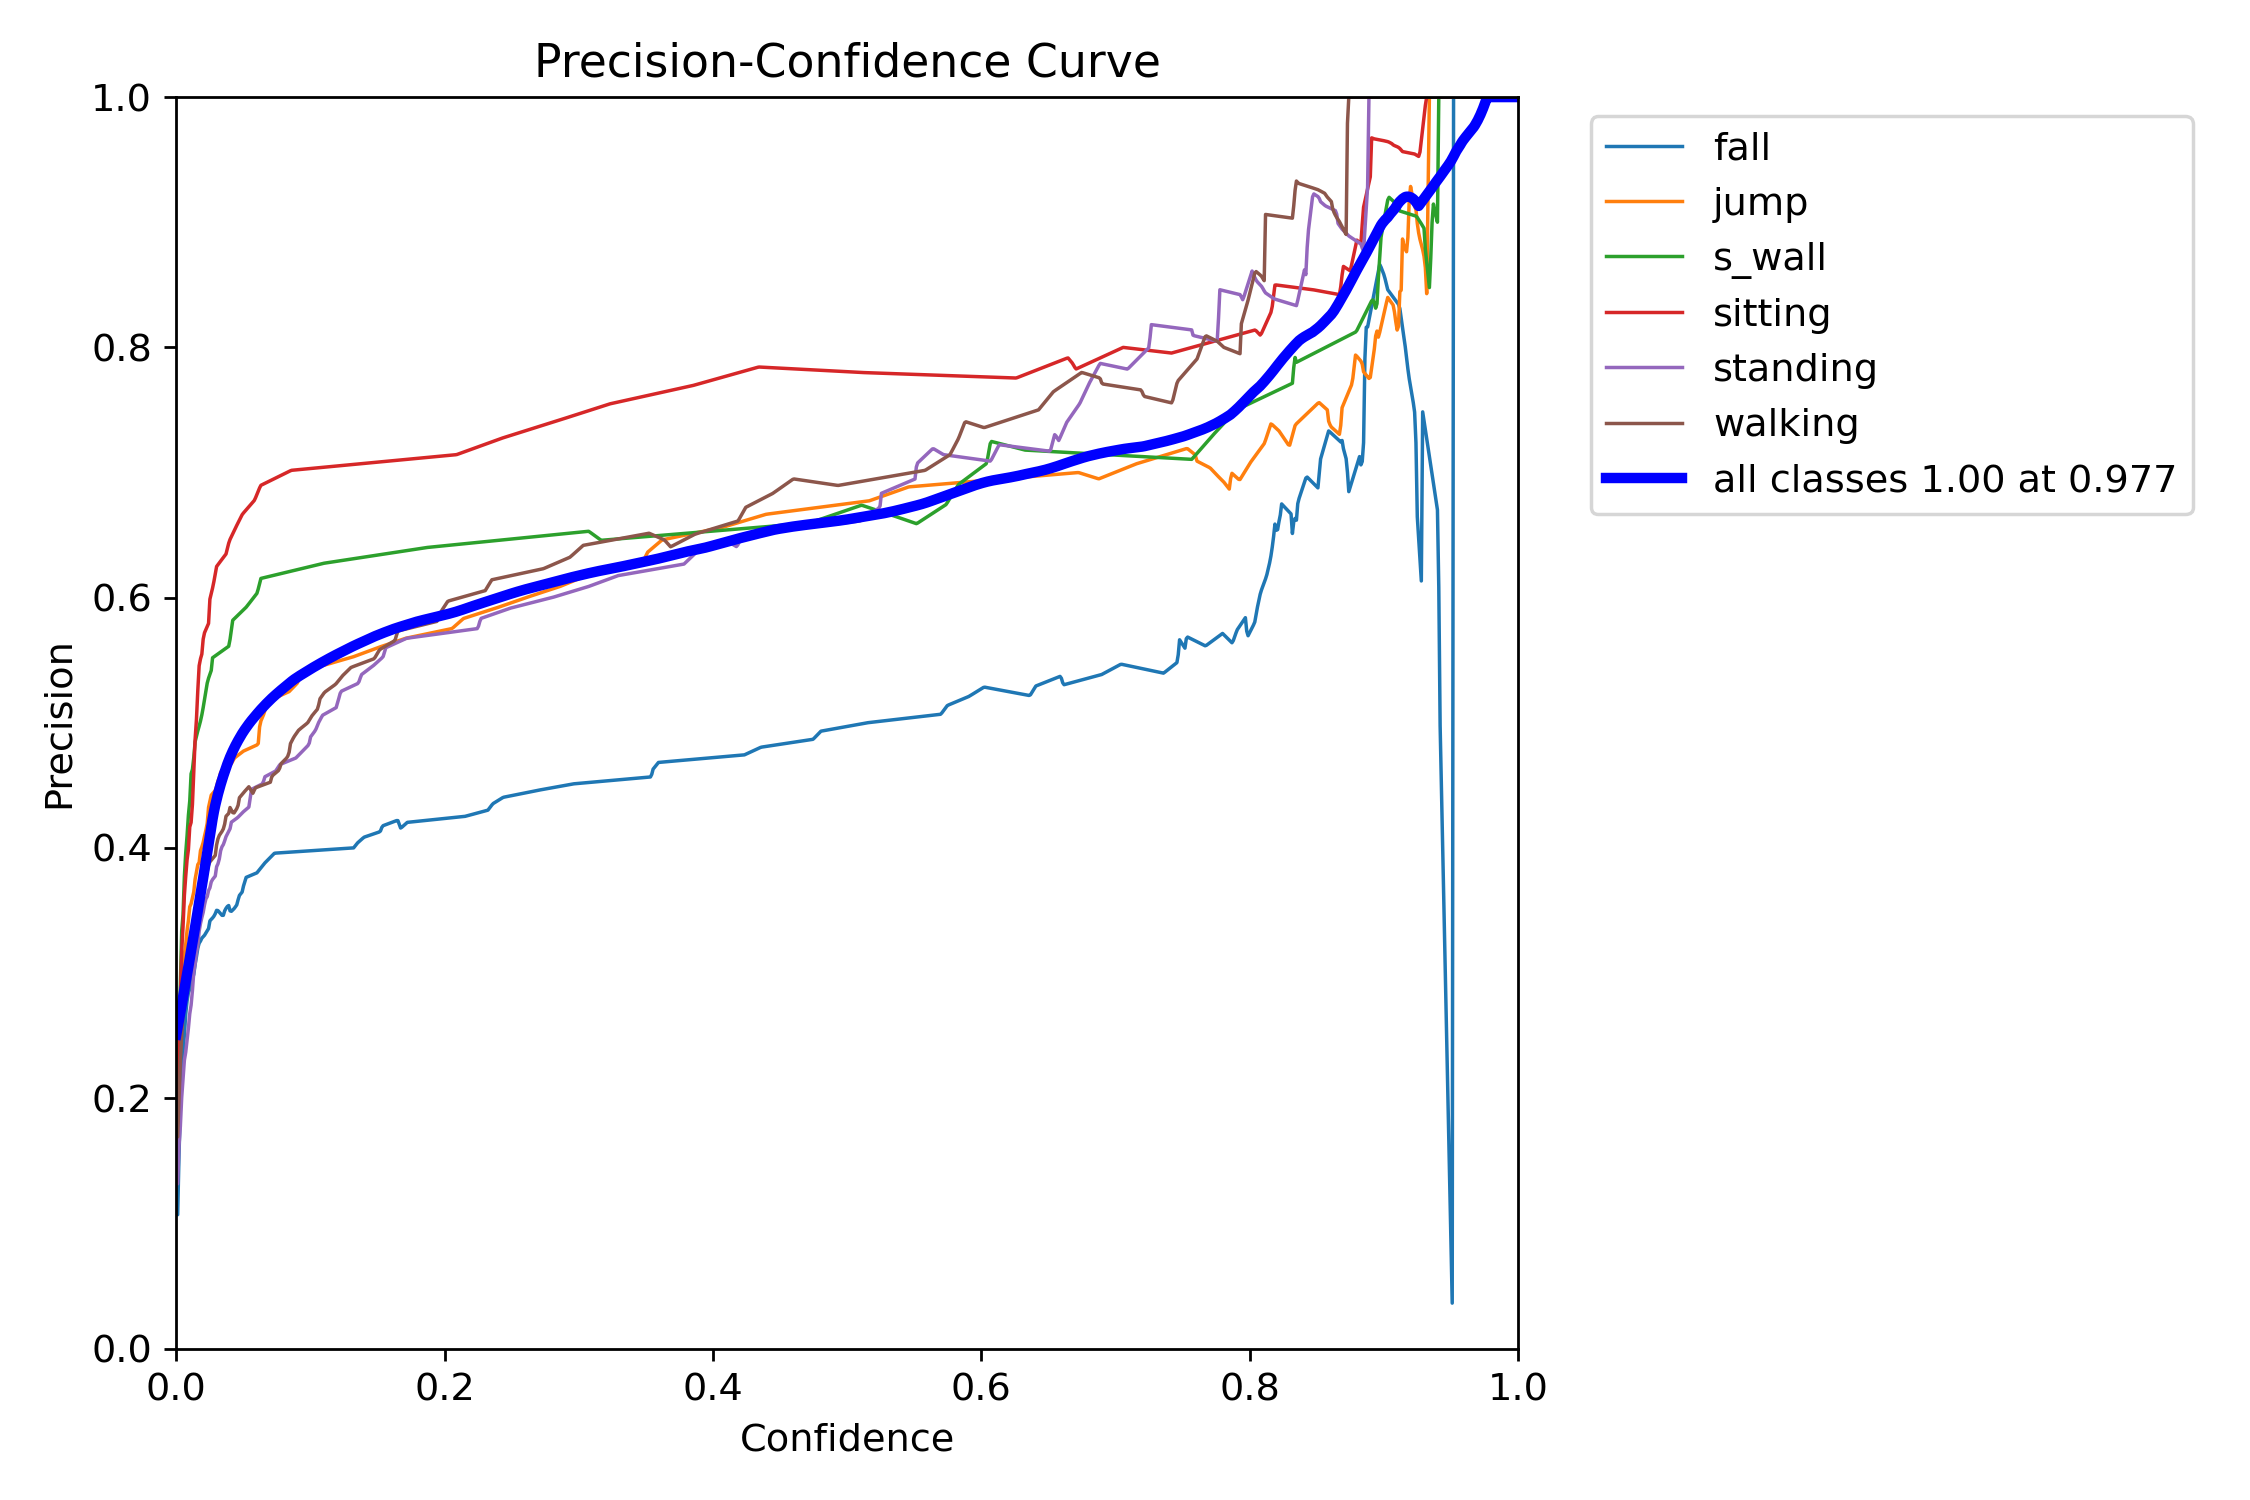 Precision-Confidence Curve
1.0
0.8
0.6
0.4
0.2
0.0
Precision
0.0 0.2 0.4 0.6 0.8 1.0
Confidence
fall
jump
s_wall
sitting
standing
walking
all classes 1.00 at 0.977